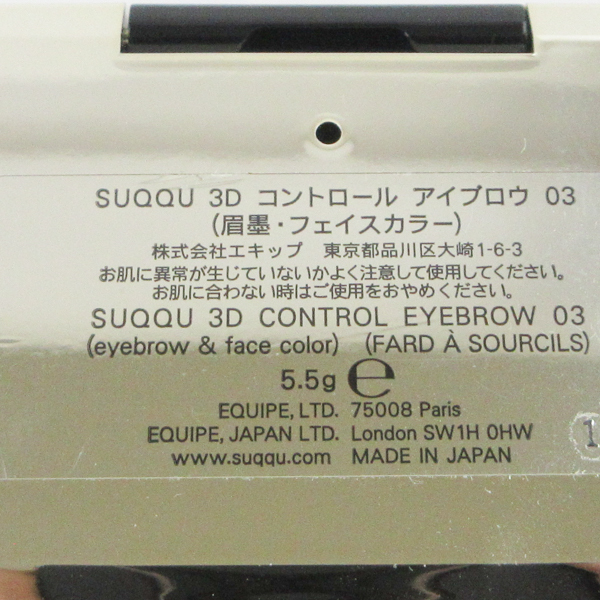 SUQQU 3D コントロール アイブロウ 03
(眉墨・フェイスカラー)
株式会社エキップ 東京都品川区大崎1-6-3
お肌に異常が生じていないかよく注意して使用してください。
お肌に合わない時はご使用をおやめください。
SUQQU 3D CONTROL EYEBROW 03
(eyebrow & face color) (FARD À SOURCILS)
5.5g ℮
EQUIPE, LTD. 75008 Paris
EQUIPE, JAPAN LTD. London SW1H 0HW
www.suqqu.com MADE IN JAPAN